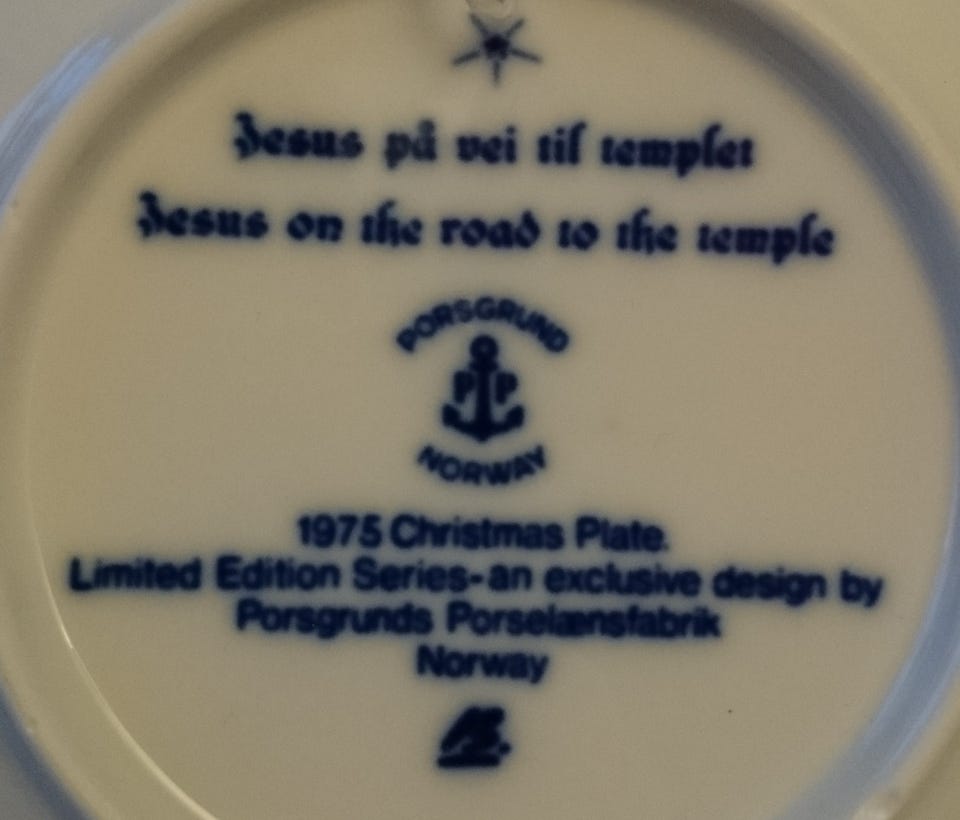 Jesus på vei til templet
Jesus on the road to the temple
PORSGRUND
P P
NORWAY
1975 Christmas Plate.
Limited Edition Series-an exclusive design by
Porsgrunds Porselænsfabrik
Norway